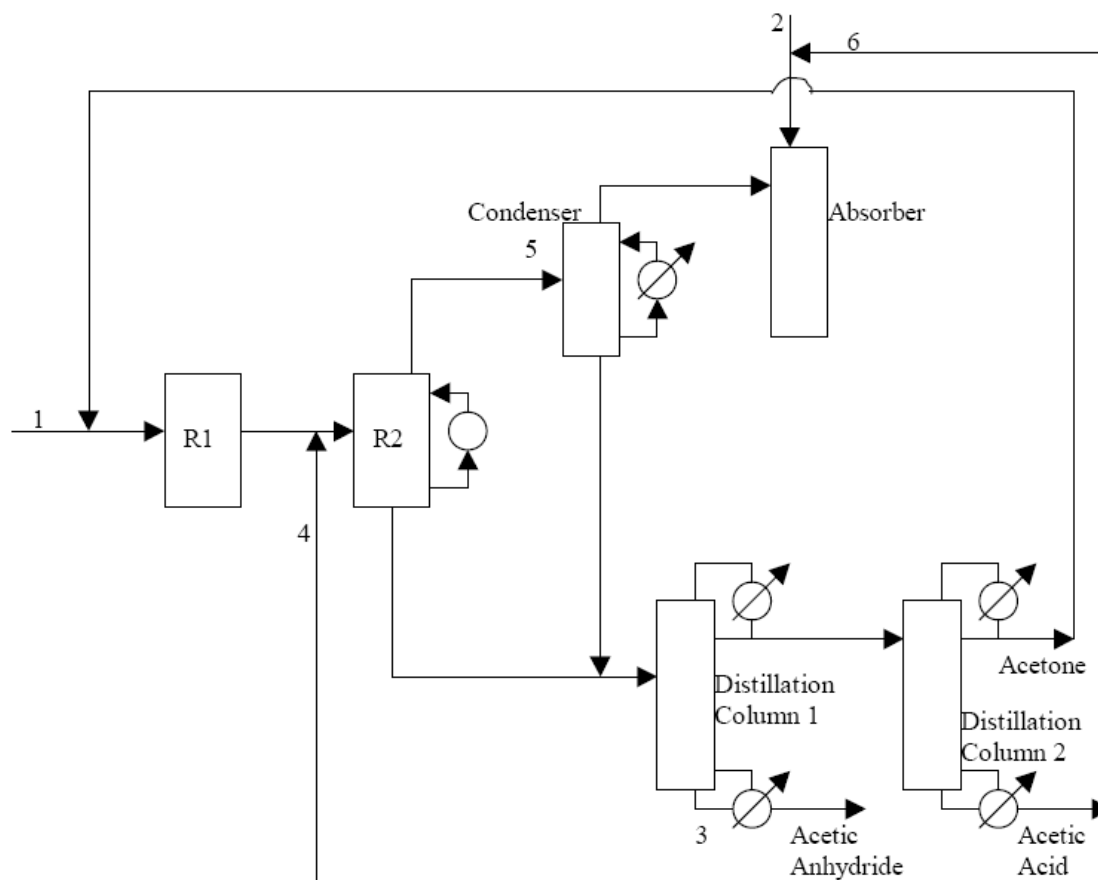 2
6
Condenser
Absorber
5
1
R1
R2
4
Acetone
Distillation
Column 1
Distillation
Column 2
3
Acetic
Anhydride
Acetic
Acid